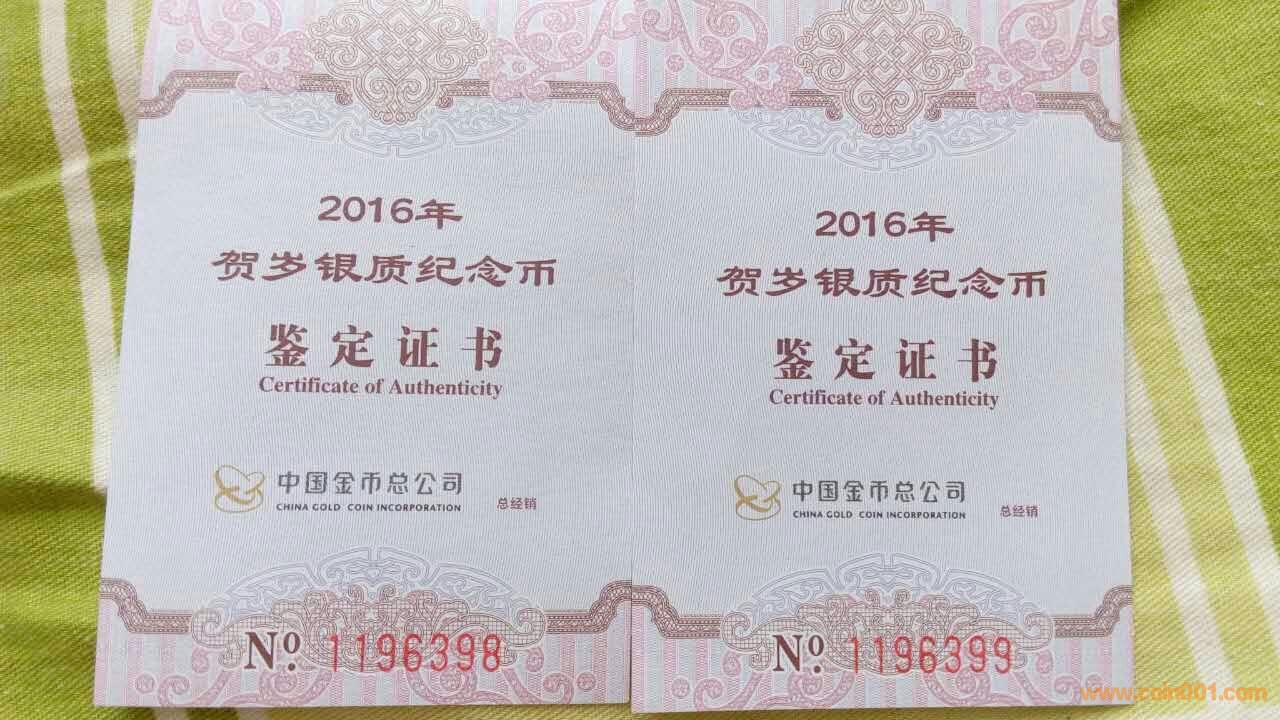 2016年
贺岁银质纪念币
鉴定证书
Certificate of Authenticity
中国金币总公司
CHINA GOLD COIN INCORPORATION
总经销
Nº. 1196398
2016年
贺岁银质纪念币
鉴定证书
Certificate of Authenticity
中国金币总公司
CHINA GOLD COIN INCORPORATION
总经销
Nº. 1196399
www.coin001.com